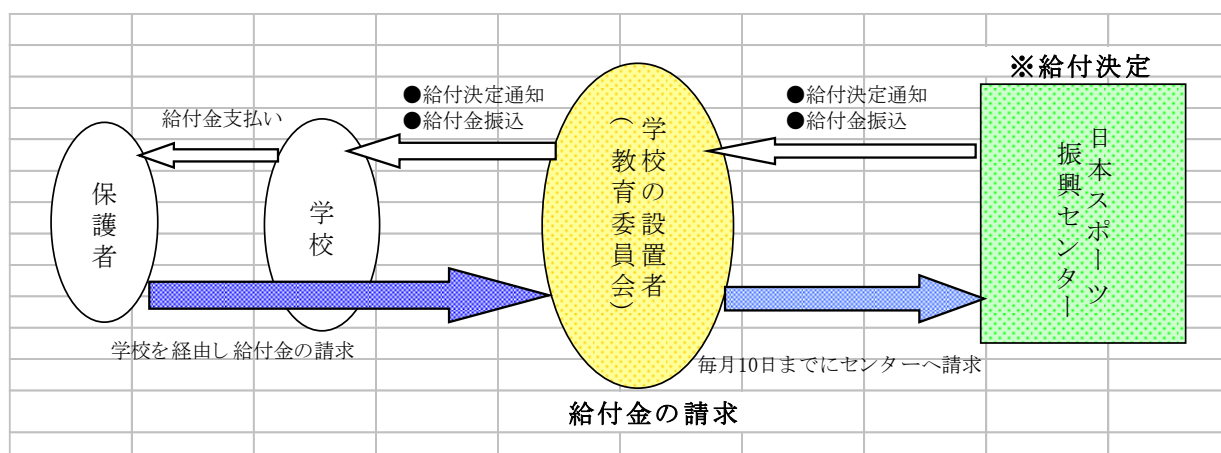 ※給付決定
●給付決定通知
●給付金振込
●給付決定通知
●給付金振込
給付金支払い
保護者
学校
学校の設置者
（教育委員会）
日本スポーツ
振興センター
学校を経由し給付金の請求
毎月10日までにセンターへ請求
給付金の請求